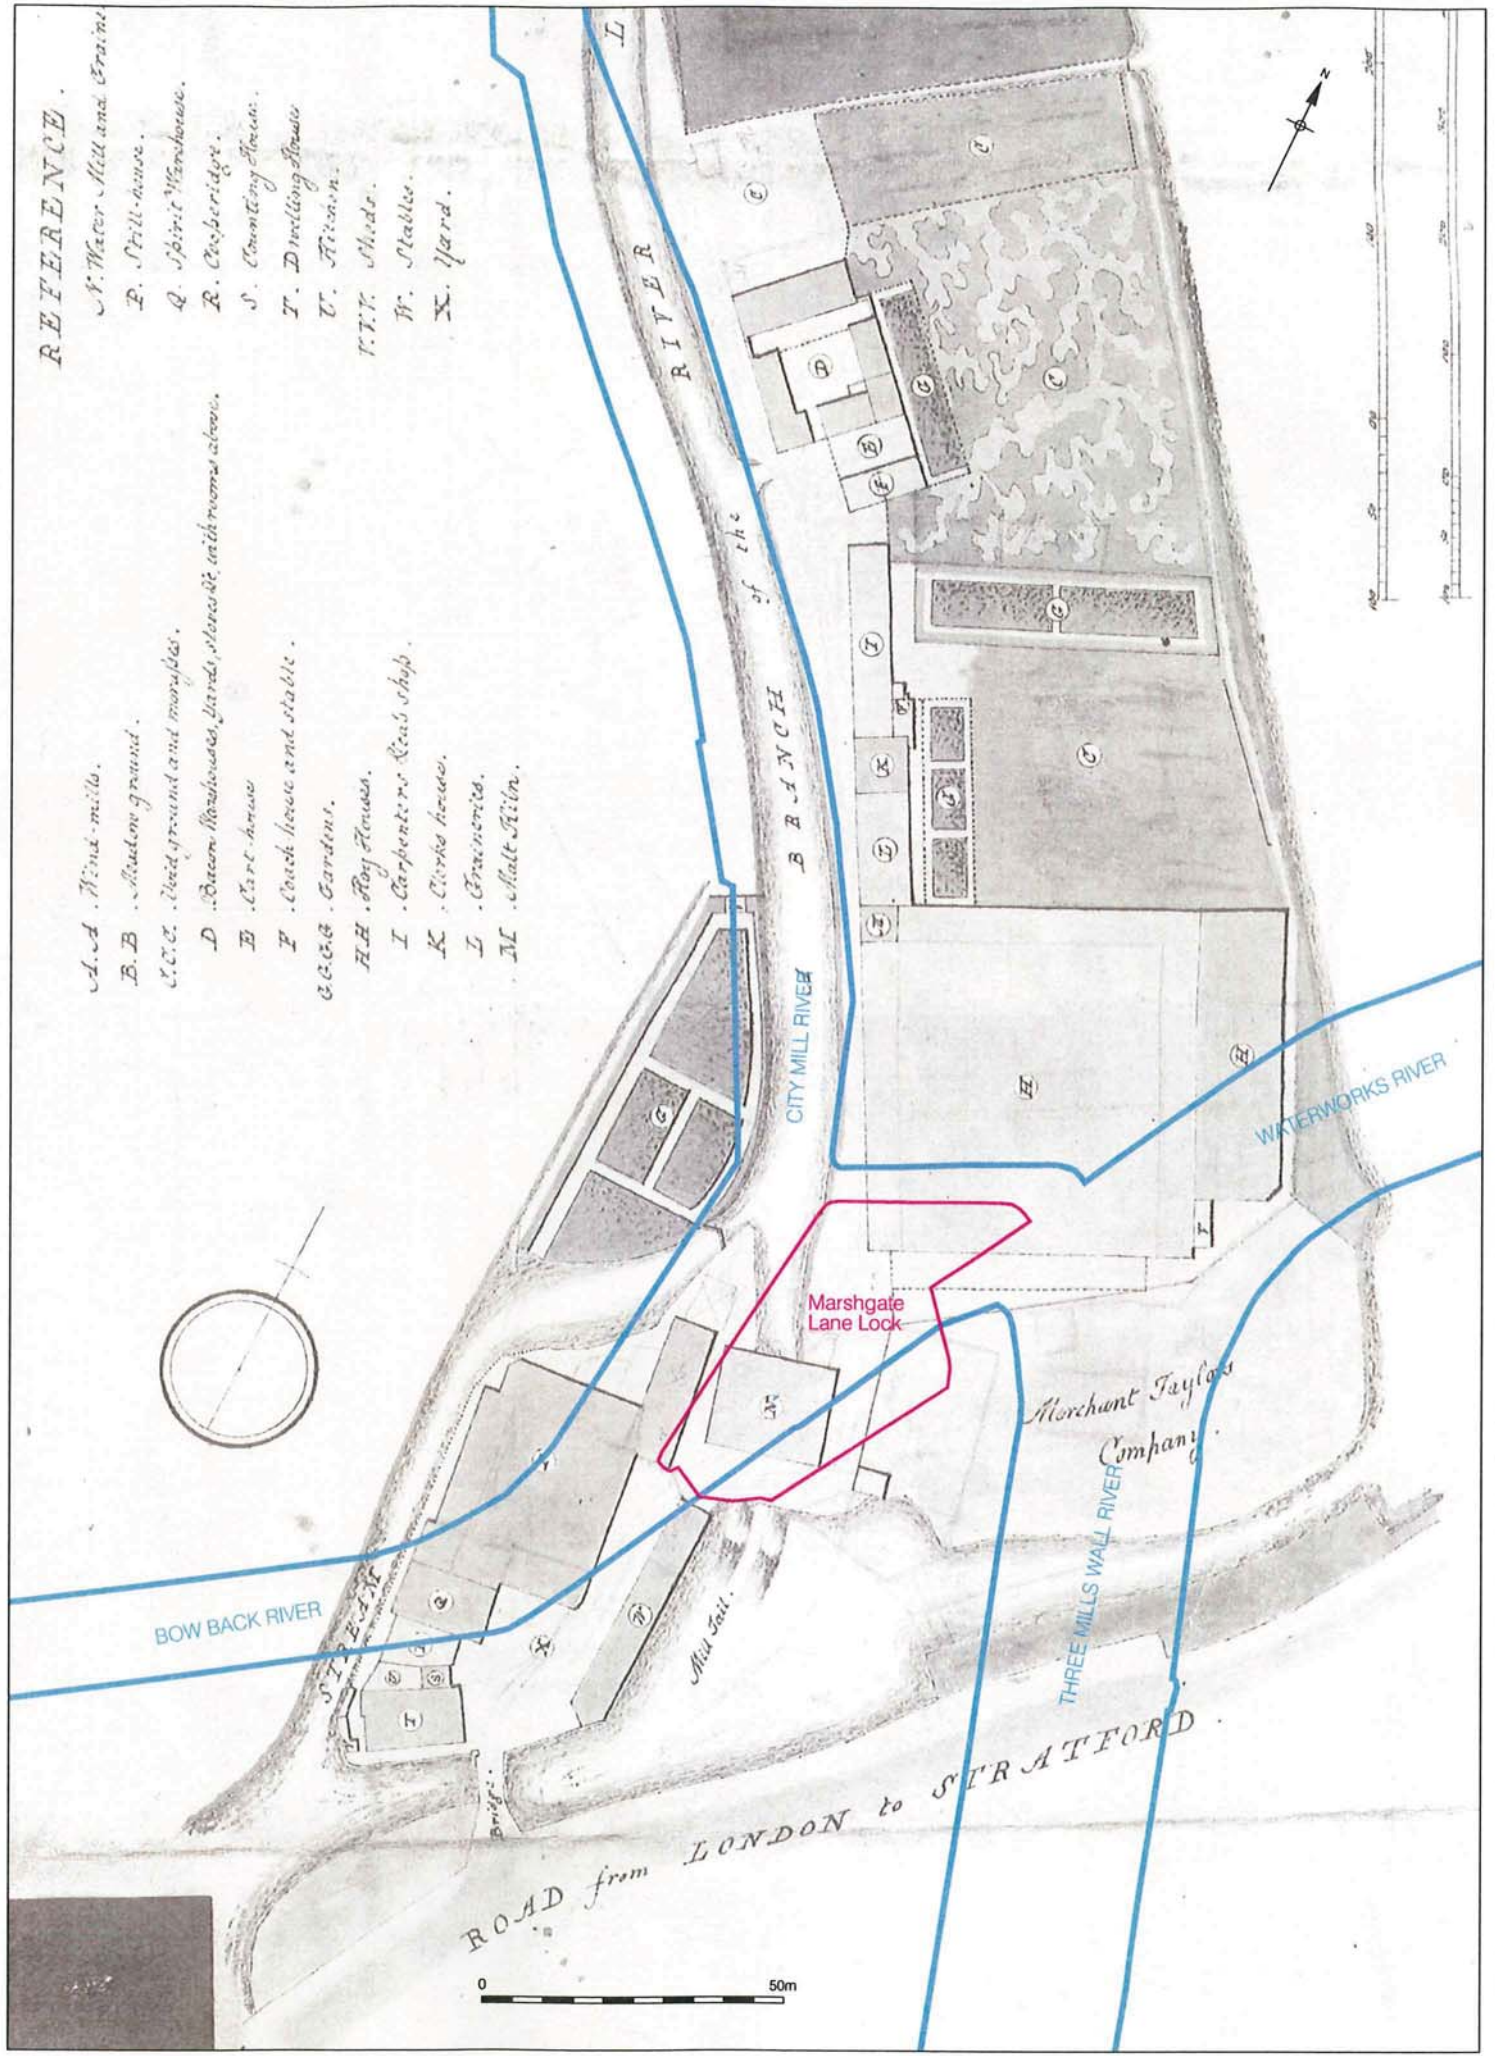 REFERENCE.
A.A. Wind-mills.
B.B. Meadow ground.
C.C.C. Void ground and morasses.
D. Bacon Warehouses, yards, stores &c. with rooms above.
E. Cart-house
F. Coach house and stable.
G.G.G.G. Gardens.
H.H. Hog Houses.
I. Carpenters shop.
K. Clerks house.
L. Graineries.
M. Malt Kiln.
N. Water Mill and Grain
P. Still-house.
Q. Spirit Warehouse.
R. Cooperidge.
S. Counting House.
T. Dwelling House
U. Kitchen.
V.V.V. Sheds.
W. Stables.
X. Yard.
BRANCH of the RIVER L
CITY MILL RIVER
WATERWORKS RIVER
Marshgate
Lane Lock
Merchant Taylors
Company.
THREE MILLS WALL RIVER
BOW BACK RIVER
STREAM
Mill Tail.
Bridge.
ROAD from LONDON to STRATFORD.
0 50m
N
C
C
D
G
C
E
F
G
K
G
C
H
H
G
N
Q
W
X
S
T